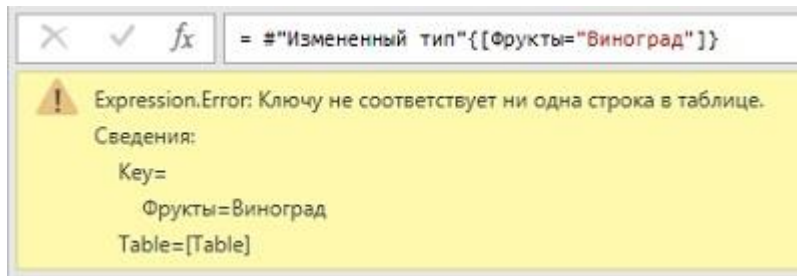 fx = #"Измененный тип"{[Фрукты="Виноград"]}
Expression.Error: Ключу не соответствует ни одна строка в таблице.
Сведения:
Key=
Фрукты=Виноград
Table=[Table]